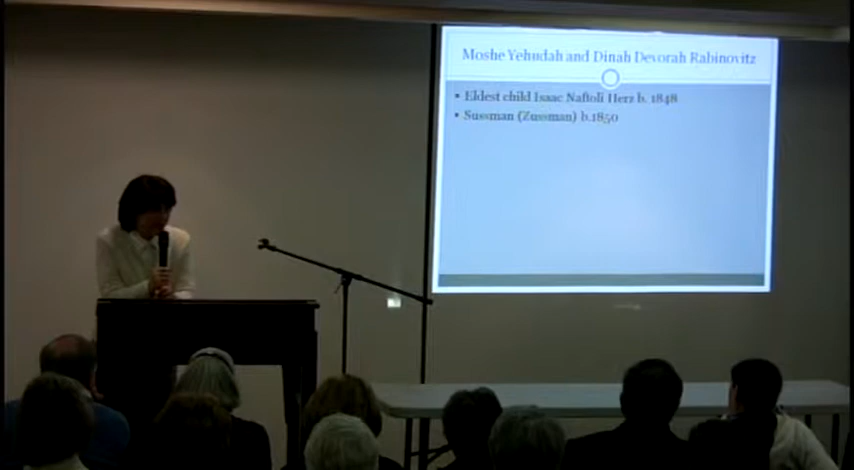 Moshe Yehudah and Dinah Devorah Rabinovitz
▪ Eldest child Isaac Naftoli Herz b. 1848
▪ Sussman (Zussman) b.1850